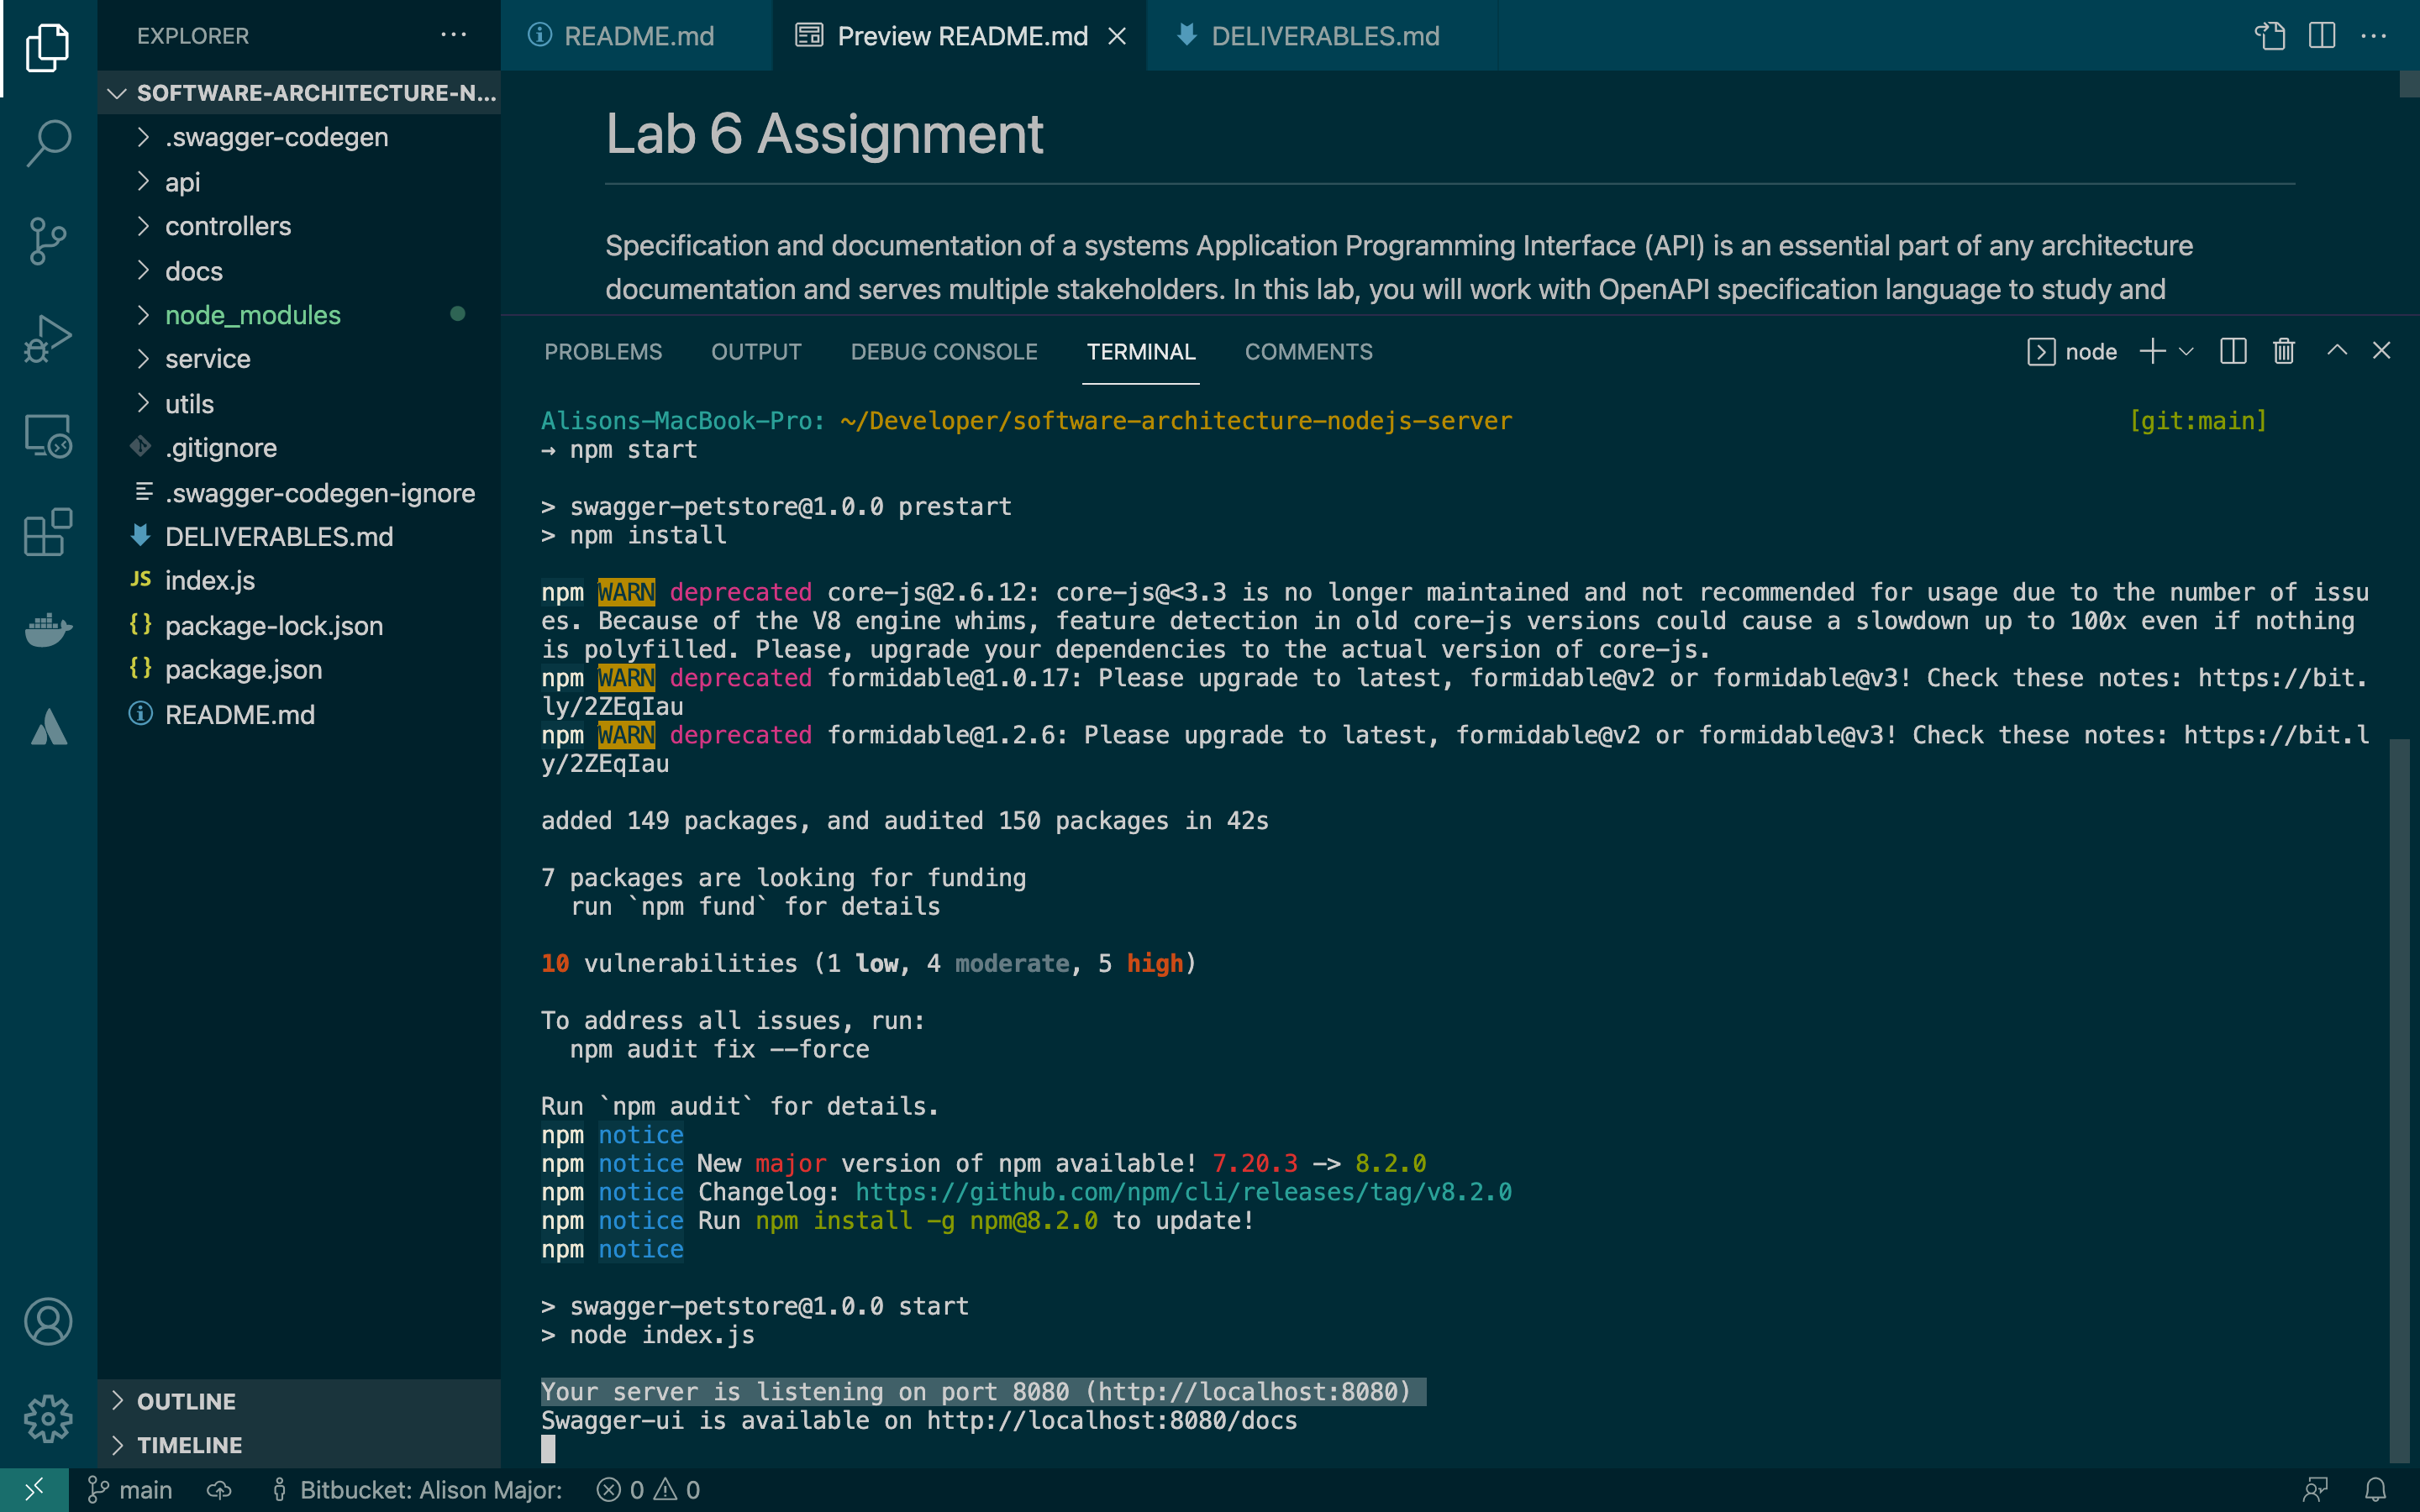 EXPLORER
README.md
Preview README.md
DELIVERABLES.md
SOFTWARE-ARCHITECTURE-N...
.swagger-codegen
api
controllers
docs
node_modules
service
utils
.gitignore
.swagger-codegen-ignore
DELIVERABLES.md
JS index.js
{} package-lock.json
{} package.json
README.md
OUTLINE
TIMELINE
Lab 6 Assignment
Specification and documentation of a systems Application Programming Interface (API) is an essential part of any architecture
documentation and serves multiple stakeholders. In this lab, you will work with OpenAPI specification language to study and
PROBLEMS OUTPUT DEBUG CONSOLE TERMINAL COMMENTS
node
Alisons-MacBook-Pro: ~/Developer/software-architecture-nodejs-server [git:main]
→ npm start
> swagger-petstore@1.0.0 prestart
> npm install
npm WARN deprecated core-js@2.6.12: core-js@<3.3 is no longer maintained and not recommended for usage due to the number of issu
es. Because of the V8 engine whims, feature detection in old core-js versions could cause a slowdown up to 100x even if nothing
is polyfilled. Please, upgrade your dependencies to the actual version of core-js.
npm WARN deprecated formidable@1.0.17: Please upgrade to latest, formidable@v2 or formidable@v3! Check these notes: https://bit.
ly/2ZEqIau
npm WARN deprecated formidable@1.2.6: Please upgrade to latest, formidable@v2 or formidable@v3! Check these notes: https://bit.l
y/2ZEqIau
added 149 packages, and audited 150 packages in 42s
7 packages are looking for funding
run `npm fund` for details
10 vulnerabilities (1 low, 4 moderate, 5 high)
To address all issues, run:
npm audit fix --force
Run `npm audit` for details.
npm notice
npm notice New major version of npm available! 7.20.3 -> 8.2.0
npm notice Changelog: https://github.com/npm/cli/releases/tag/v8.2.0
npm notice Run npm install -g npm@8.2.0 to update!
npm notice
> swagger-petstore@1.0.0 start
> node index.js
Your server is listening on port 8080 (http://localhost:8080)
Swagger-ui is available on http://localhost:8080/docs
main Bitbucket: Alison Major: 0 0